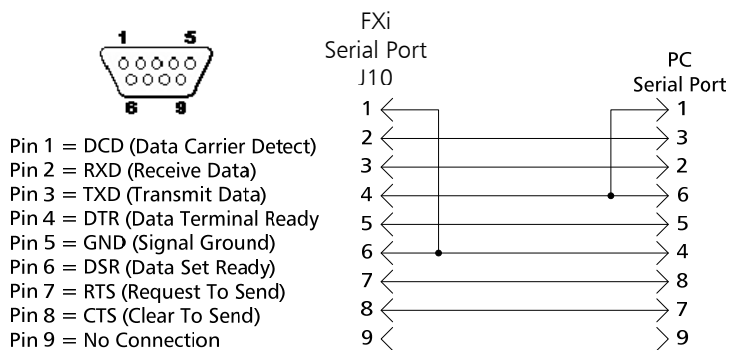 1 5
6 9
Pin 1 = DCD (Data Carrier Detect)
Pin 2 = RXD (Receive Data)
Pin 3 = TXD (Transmit Data)
Pin 4 = DTR (Data Terminal Ready
Pin 5 = GND (Signal Ground)
Pin 6 = DSR (Data Set Ready)
Pin 7 = RTS (Request To Send)
Pin 8 = CTS (Clear To Send)
Pin 9 = No Connection
FXi
Serial Port
J10
PC
Serial Port
1 1
2 3
3 2
4 6
5 5
6 4
7 8
8 7
9 9